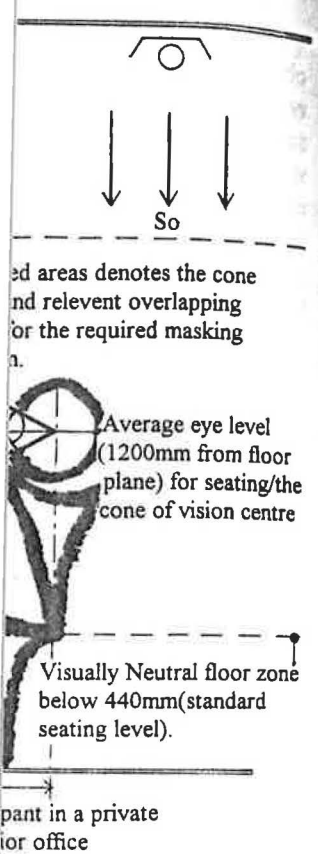 So
ed areas denotes the cone
nd relevent overlapping
or the required masking
n.
Average eye level
(1200mm from floor
plane) for seating/the
cone of vision centre
Visually Neutral floor zone
below 440mm(standard
seating level).
pant in a private
ior office